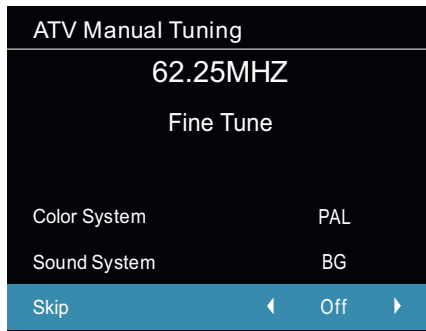 ATV Manual Tuning
62.25MHZ
Fine Tune
Color System PAL
Sound System BG
Skip Off